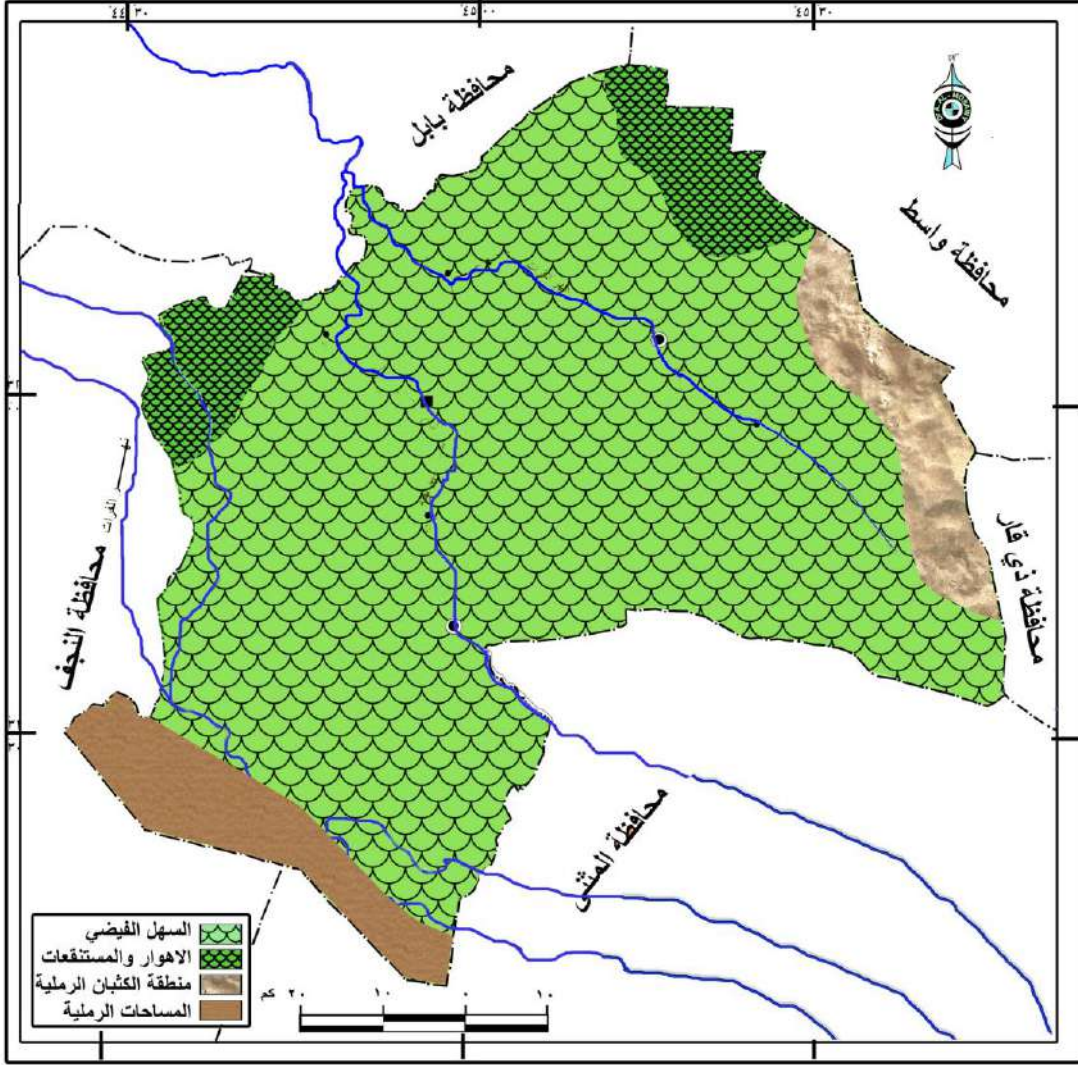 ٤٤ ٣٠
٤٥ ٠٠
٤٥ ٣٠
محافظة بابل
محافظة واسط
محافظة ذي قار
محافظة النجف
الفرات
محافظة المثنى
السهل الفيضي
الاهوار والمستنقعات
منطقة الكثبان الرملية
المساحات الرملية
١٠ ٠ ١٠ ٢٠ كم